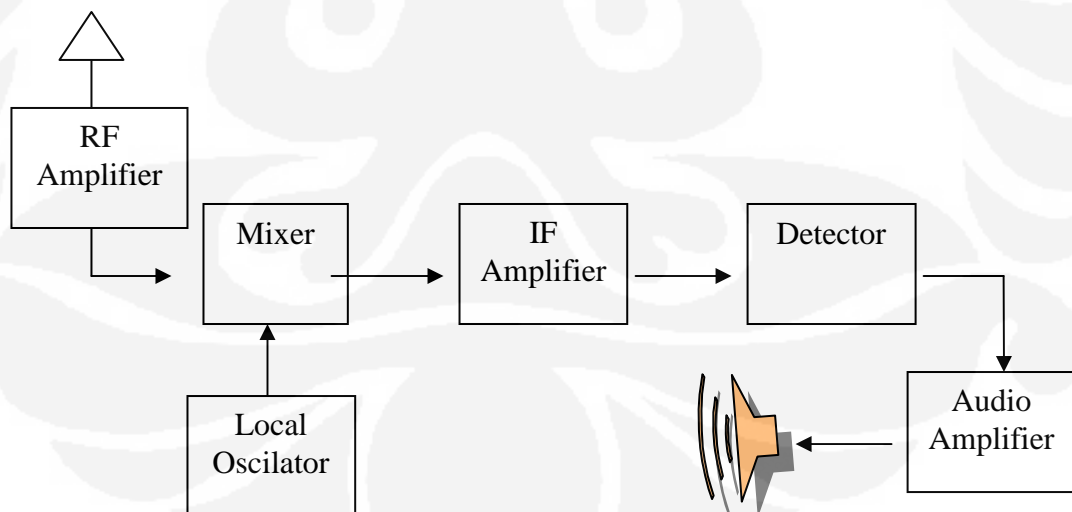 RF
Amplifier
Mixer
IF
Amplifier
Detector
Local
Oscilator
Audio
Amplifier